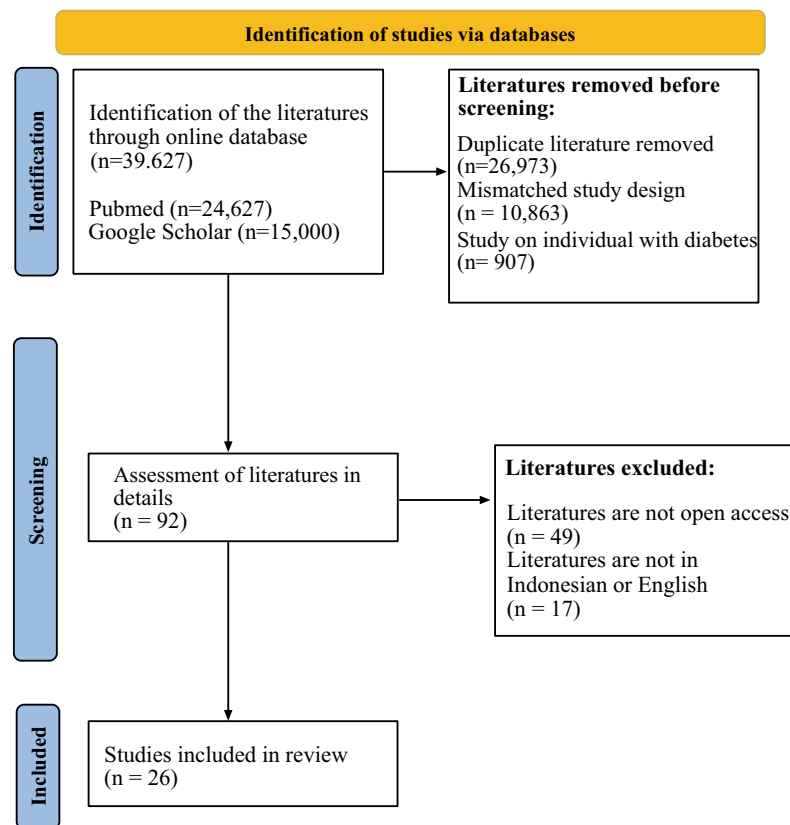 Identification of studies via databases
Identification
Identification of the literatures
through online database
(n=39.627)
Pubmed (n=24,627)
Google Scholar (n=15,000)
Literatures removed before
screening:
Duplicate literature removed
(n=26,973)
Mismatched study design
(n = 10,863)
Study on individual with diabetes
(n= 907)
Screening
Assessment of literatures in
details
(n = 92)
Literatures excluded:
Literatures are not open access
(n = 49)
Literatures are not in
Indonesian or English
(n = 17)
Included
Studies included in review
(n = 26)